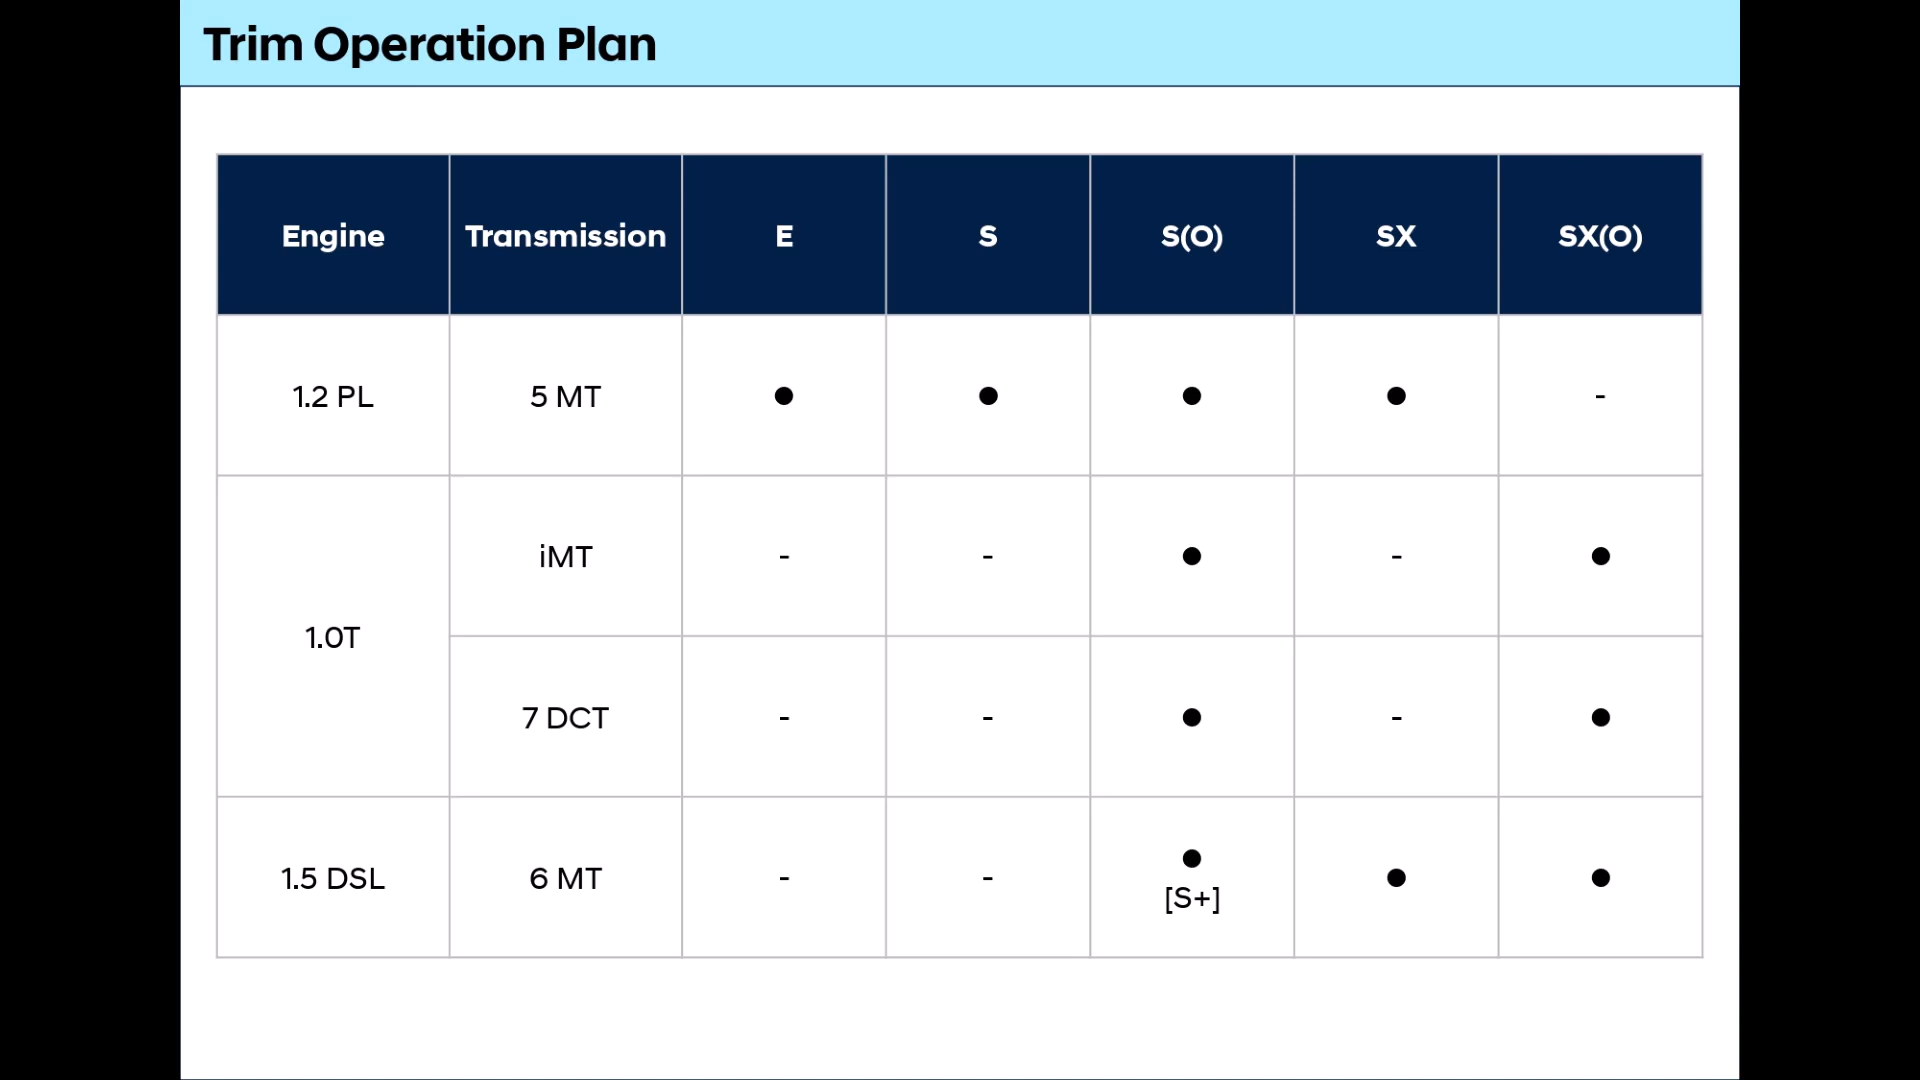 Trim Operation Plan
Engine Transmission E S S(O) SX SX(O)
1.2 PL 5 MT ● ● ● ● -
1.0T iMT - - ● - ●
7 DCT - - ● - ●
1.5 DSL 6 MT - - ● [S+] ● ●